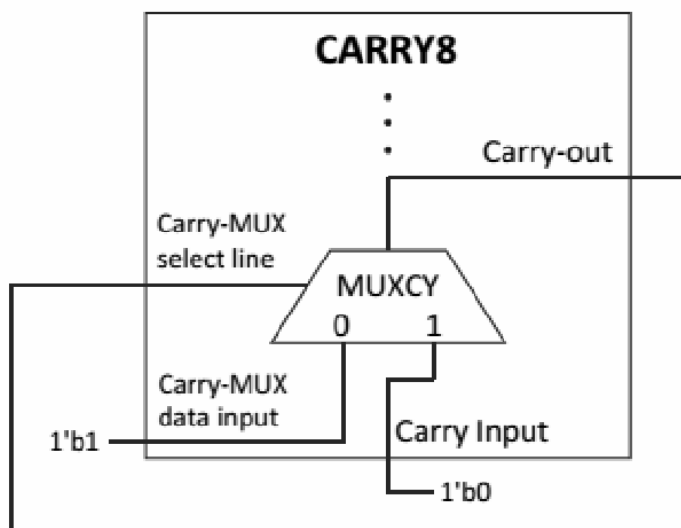 CARRY8
Carry-out
Carry-MUX
select line
MUXCY
0 1
Carry-MUX
data input
1'b1
Carry Input
1'b0